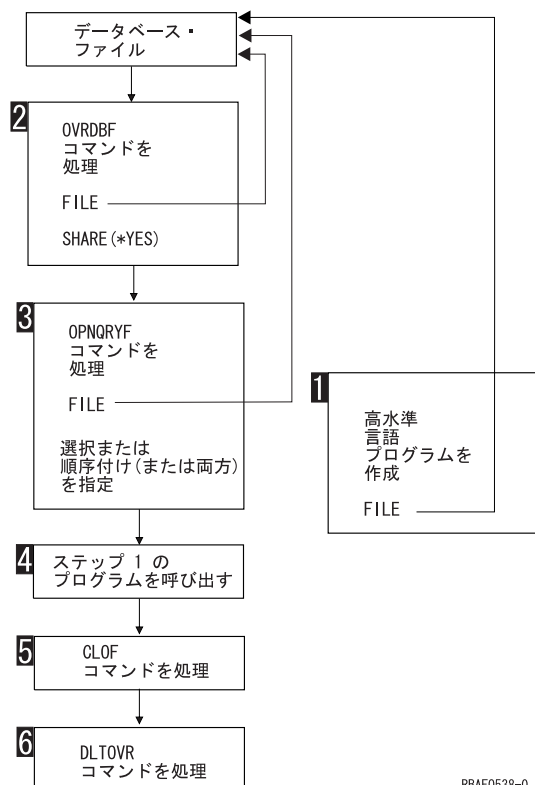 データベース・
ファイル
2
OVRDBF
コマンドを
処理
FILE
SHARE(*YES)
3
OPNQRYF
コマンドを
処理
FILE
選択または
順序付け(または両方)
を指定
1
高水準
言語
プログラムを
作成
FILE
4
ステップ 1 の
プログラムを呼び出す
5
CLOF
コマンドを処理
6
DLTOVR
コマンドを処理
RBAFO538-0